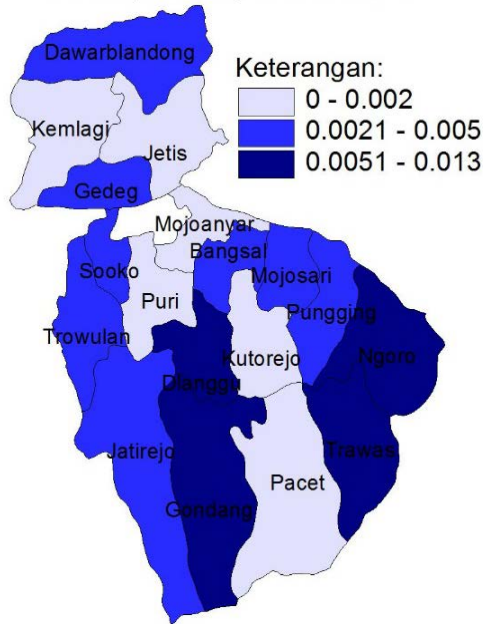 Dawarblandong
Keterangan:
0 - 0.002
0.0021 - 0.005
0.0051 - 0.013
Kemlagi
Jetis
Gedeg
Mojoanyar
Bangsal
Sooko
Mojosari
Puri
Pungging
Trowulan
Kutorejo
Ngoro
Dlanggu
Jatirejo
Trawas
Pacet
Gondang